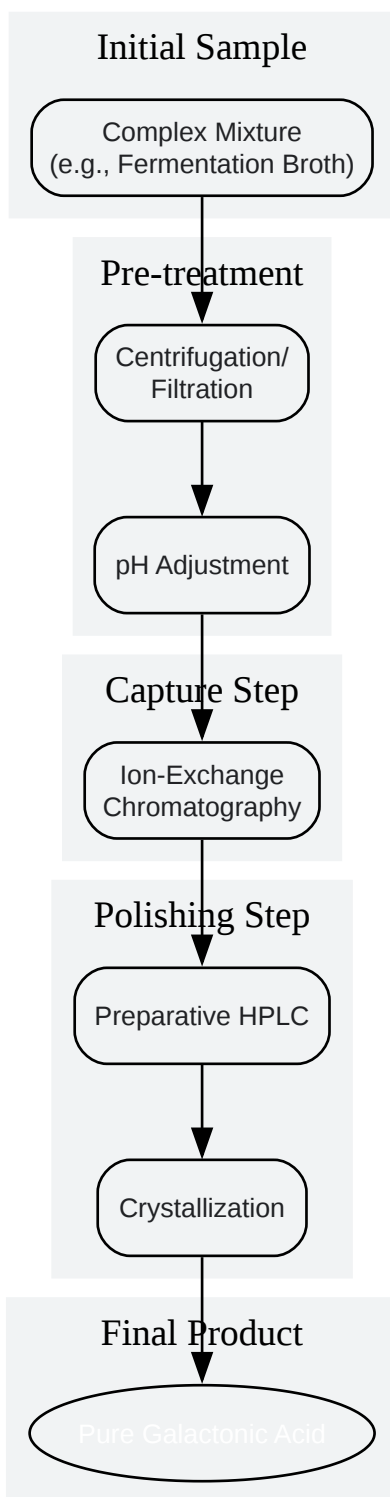 Initial Sample
Complex Mixture
(e.g., Fermentation Broth)
Pre-treatment
Centrifugation/
Filtration
pH Adjustment
Capture Step
Ion-Exchange
Chromatography
Polishing Step
Preparative HPLC
Crystallization
Final Product
Pure Galactonic Acid